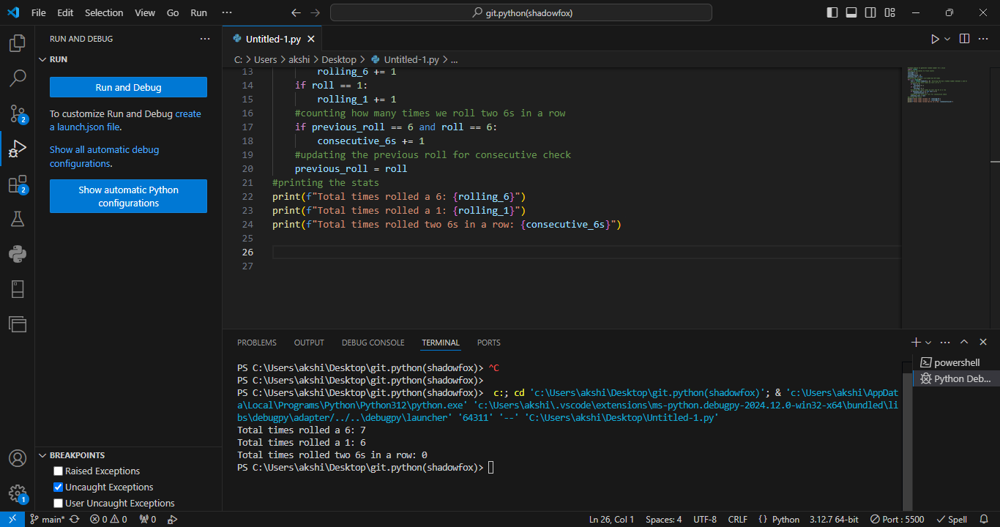 File Edit Selection View Go Run ···
git.python(shadowfox)
RUN AND DEBUG ···
RUN
Run and Debug
To customize Run and Debug create
a launch.json file.
Show all automatic debug
configurations.
Show automatic Python
configurations
2
2
1
BREAKPOINTS
Raised Exceptions
Uncaught Exceptions
User Uncaught Exceptions
Untitled-1.py
C: > Users > akshi > Desktop > Untitled-1.py > ...
13 rolling_6 += 1
14 if roll == 1:
15 rolling_1 += 1
16 #counting how many times we roll two 6s in a row
17 if previous_roll == 6 and roll == 6:
18 consecutive_6s += 1
19 #updating the previous roll for consecutive check
20 previous_roll = roll
21 #printing the stats
22 print(f"Total times rolled a 6: {rolling_6}")
23 print(f"Total times rolled a 1: {rolling_1}")
24 print(f"Total times rolled two 6s in a row: {consecutive_6s}")
25
26
27
PROBLEMS OUTPUT DEBUG CONSOLE TERMINAL PORTS
PS C:\Users\akshi\Desktop\git.python(shadowfox)> ^C
PS C:\Users\akshi\Desktop\git.python(shadowfox)>
PS C:\Users\akshi\Desktop\git.python(shadowfox)> c:; cd 'c:\Users\akshi\Desktop\git.python(shadowfox)'; & 'c:\Users\akshi\AppDat
a\Local\Programs\Python\Python312\python.exe' 'c:\Users\akshi\.vscode\extensions\ms-python.debugpy-2024.12.0-win32-x64\bundled\li
bs\debugpy\adapter/../..\debugpy\launcher' '64311' '--' 'C:\Users\akshi\Desktop\Untitled-1.py'
Total times rolled a 6: 7
Total times rolled a 1: 6
Total times rolled two 6s in a row: 0
PS C:\Users\akshi\Desktop\git.python(shadowfox)>
powershell
Python Deb...
main* 0 0 0 Ln 26, Col 1 Spaces: 4 UTF-8 CRLF {} Python 3.12.7 64-bit Port : 5500 Spell